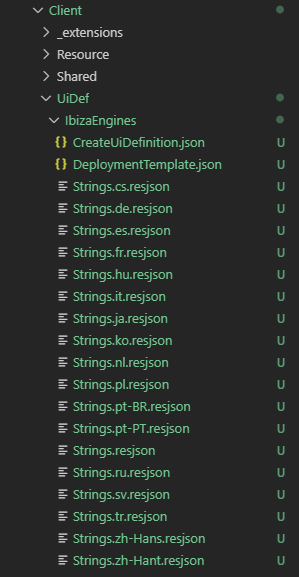 Client
_extensions
Resource
Shared
UiDef
IbizaEngines
{} CreateUiDefinition.json U
{} DeploymentTemplate.json U
Strings.cs.resjson U
Strings.de.resjson U
Strings.es.resjson U
Strings.fr.resjson U
Strings.hu.resjson U
Strings.it.resjson U
Strings.ja.resjson U
Strings.ko.resjson U
Strings.nl.resjson U
Strings.pl.resjson U
Strings.pt-BR.resjson U
Strings.pt-PT.resjson U
Strings.resjson U
Strings.ru.resjson U
Strings.sv.resjson U
Strings.tr.resjson U
Strings.zh-Hans.resjson U
Strings.zh-Hant.resjson U